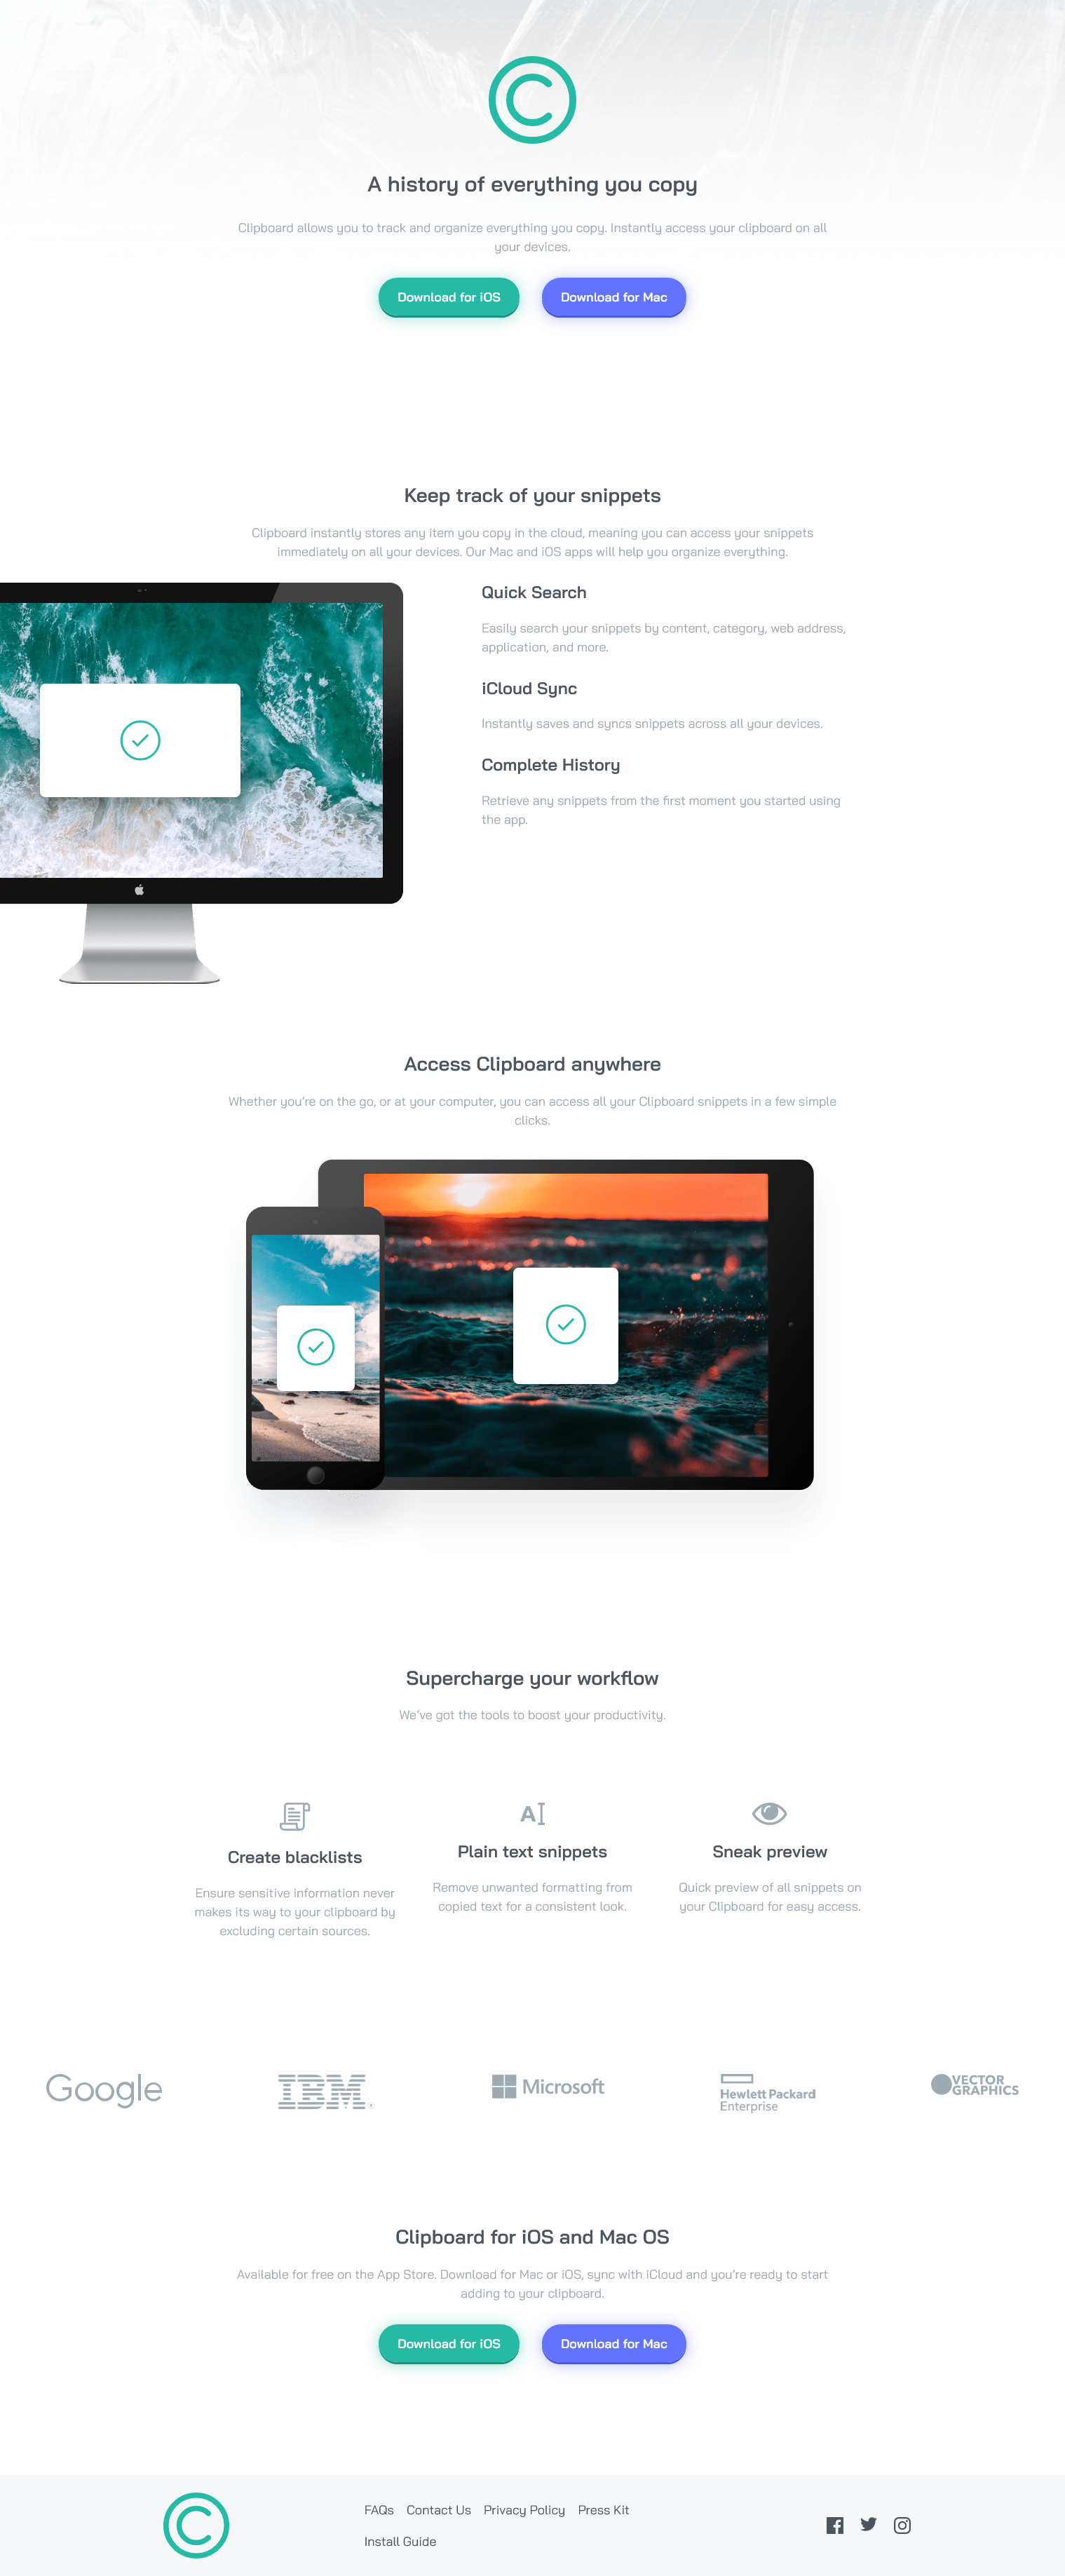 A history of everything you copy
Clipboard allows you to track and organize everything you copy. Instantly access your clipboard on all
your devices.
Download for iOS
Download for Mac
Keep track of your snippets
Clipboard instantly stores any item you copy in the cloud, meaning you can access your snippets
immediately on all your devices. Our Mac and iOS apps will help you organize everything.
Quick Search
Easily search your snippets by content, category, web address,
application, and more.
iCloud Sync
Instantly saves and syncs snippets across all your devices.
Complete History
Retrieve any snippets from the first moment you started using
the app.
Access Clipboard anywhere
Whether you’re on the go, or at your computer, you can access all your Clipboard snippets in a few simple
clicks.
Supercharge your workflow
We’ve got the tools to boost your productivity.
Create blacklists
Ensure sensitive information never
makes its way to your clipboard by
excluding certain sources.
Plain text snippets
Remove unwanted formatting from
copied text for a consistent look.
Sneak preview
Quick preview of all snippets on
your Clipboard for easy access.
Google
IBM
Microsoft
Hewlett Packard
Enterprise
VECTOR
GRAPHICS
Clipboard for iOS and Mac OS
Available for free on the App Store. Download for Mac or iOS, sync with iCloud and you’re ready to start
adding to your clipboard.
Download for iOS
Download for Mac
FAQs Contact Us Privacy Policy Press Kit
Install Guide